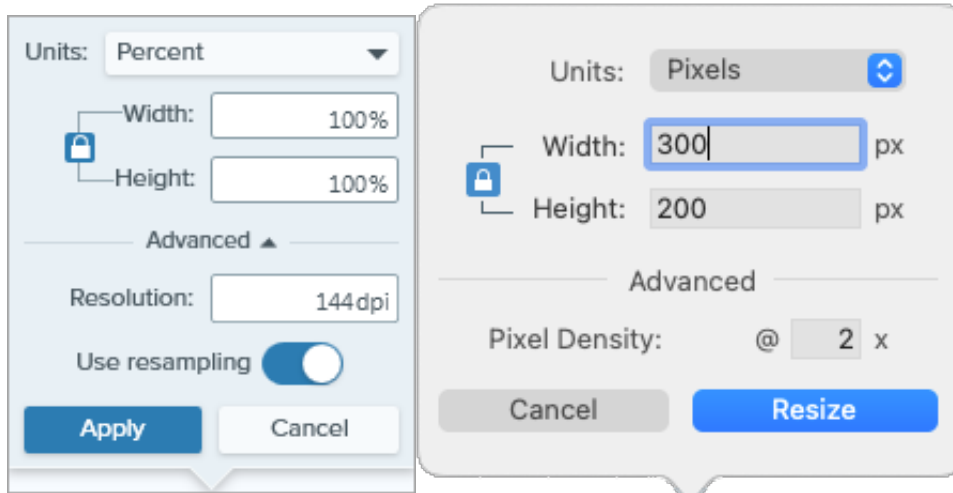 Units: Percent
Width: 100%
Height: 100%
Advanced
Resolution: 144dpi
Use resampling
Apply Cancel
Units: Pixels
Width: 300 px
Height: 200 px
Advanced
Pixel Density: @ 2 x
Cancel Resize